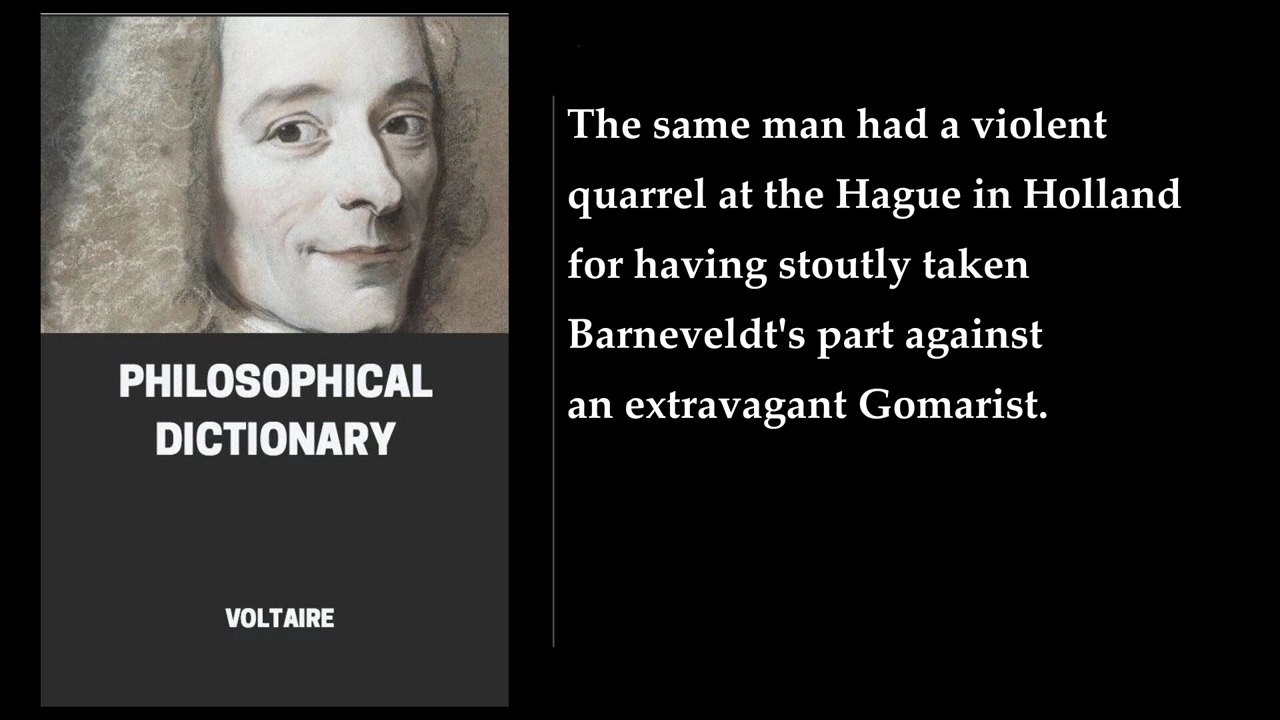 PHILOSOPHICAL
DICTIONARY
VOLTAIRE
The same man had a violent
quarrel at the Hague in Holland
for having stoutly taken
Barneveldt's part against
an extravagant Gomarist.